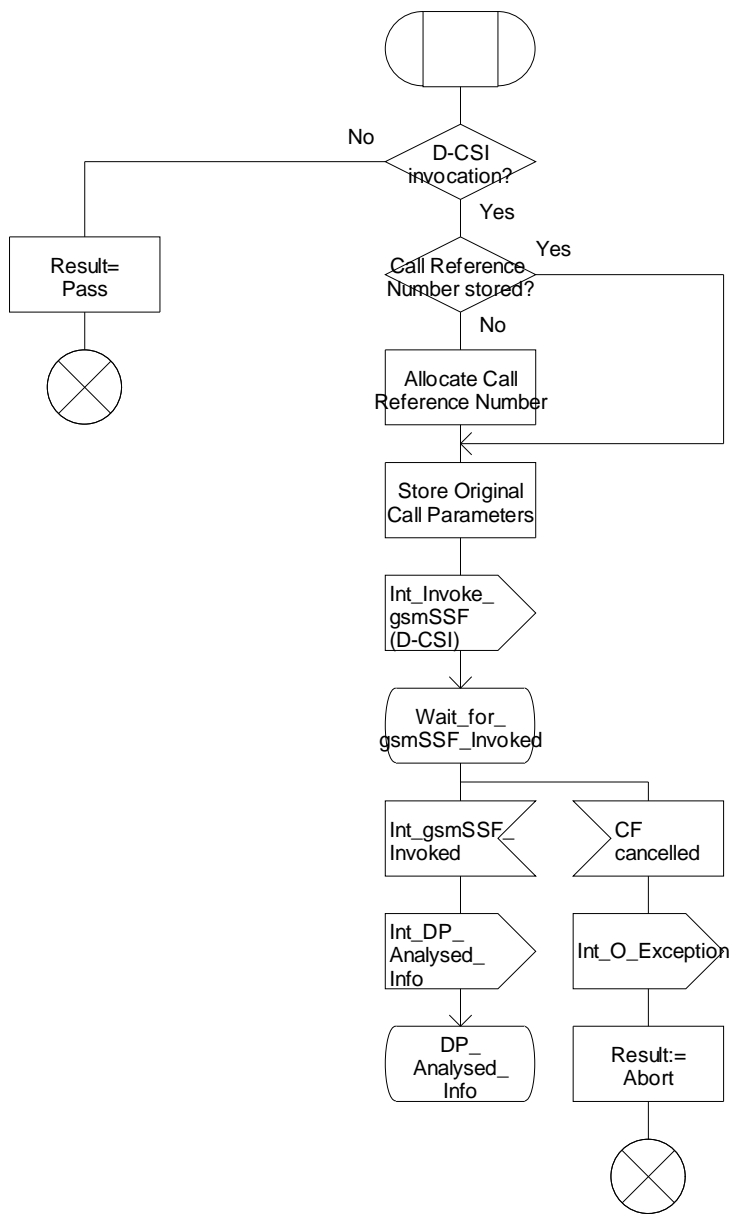 No
D-CSI
invocation?
Yes
Result=
Pass
Call Reference
Number stored?
Yes
No
Allocate Call
Reference Number
Store Original
Call Parameters
Int_Invoke_
gsmSSF
(D-CSI)
Wait_for_
gsmSSF_Invoked
Int_gsmSSF_
Invoked
CF
cancelled
Int_DP_
Analysed_
Info
Int_O_Exception
DP_
Analysed_
Info
Result:=
Abort